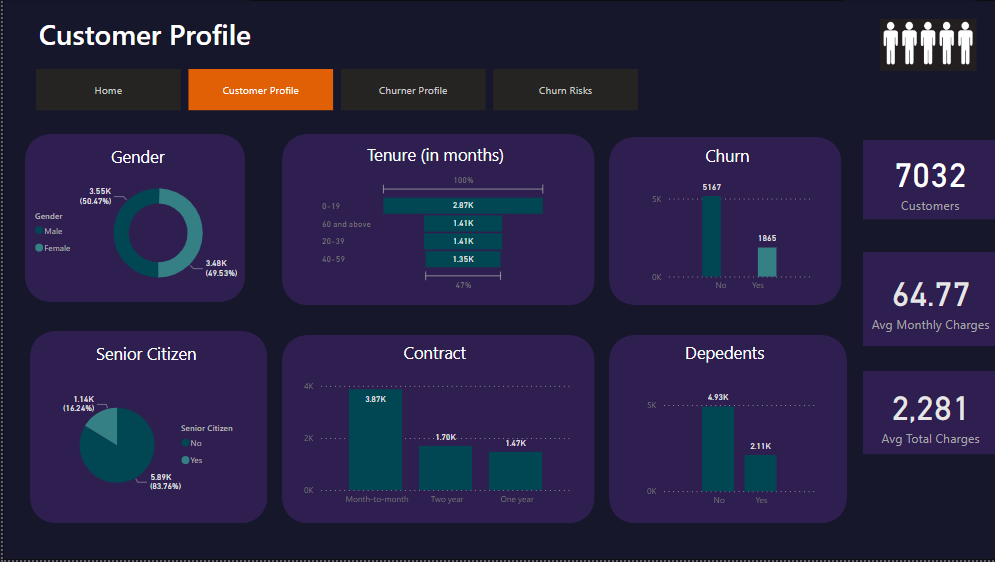 Customer Profile
Home
Customer Profile
Churner Profile
Churn Risks
Gender
3.55K
(50.47%)
Gender
Male
Female
3.48K
(49.53%)
Tenure (in months)
100%
0-19
2.87K
60 and above
1.41K
20-39
1.41K
40-59
1.35K
47%
Churn
5167
5K
1865
0K
No
Yes
7032
Customers
64.77
Avg Monthly Charges
2,281
Avg Total Charges
Senior Citizen
1.14K
(16.24%)
Senior Citizen
No
Yes
5.89K
(83.76%)
Contract
4K
3.87K
2K
1.70K
1.47K
0K
Month-to-month
Two year
One year
Depedents
4.93K
5K
2.11K
0K
No
Yes